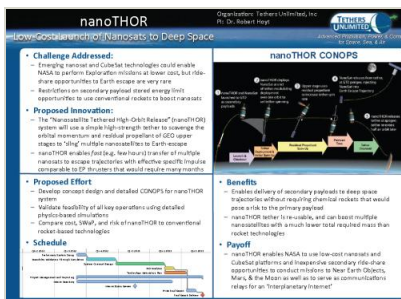 nanoTHOR
Organization: Tethers Unlimited, Inc
PI: Dr. Robert Hoyt
TETHERS UNLIMITED
Low-Cost Launch of Nanosats to Deep Space
Advanced Propulsion, Power, & Comm
for Space, Sea, & Air
• Challenge Addressed:
• Emerging nanosat and CubeSat technologies could enable
NASA to perform Exploration missions at lower cost, but ride-
share opportunities to Earth escape are very rare
• Restrictions on secondary payload stored energy limit
opportunities to use conventional rockets to boost nanosats
• Proposed Innovation:
• The "Nanosatellite Tethered High-Orbit Release" (nanoTHOR)
system will use a simple high-strength tether to scavenge the
orbital momentum and residual propellant of GEO upper
stages to 'sling' multiple nanosatellites to Earth-escape
• nanoTHOR enables fast (e.g. few hours) transfer of multiple
nanosats to escape trajectories with effective specific impulse
comparable to EP thrusters that would require many months
• Proposed Effort
• Develop concept design and detailed CONOPS for nanoTHOR
system
• Validate feasibility of all key operations using detailed
physics-based simulations
• Compare cost, SWaP, and risk of nanoTHOR to conventional
rocket-based technologies
• Schedule
nanoTHOR CONOPS
• Benefits
• Enables delivery of secondary payloads to deep space
trajectories without requiring chemical rockets that would
pose a risk to the primary payload
• nanoTHOR tether is re-usable, and can boost multiple
nanosatellites with a much lower total required mass than
rocket technologies
• Payoff
• nanoTHOR enables NASA to use low-cost nanosats and
CubeSat platforms and inexpensive secondary ride-share
opportunities to conduct missions to Near Earth Objects,
Mars, & the Moon as well as to serve as communications
relays for an 'Interplanetary Internet'